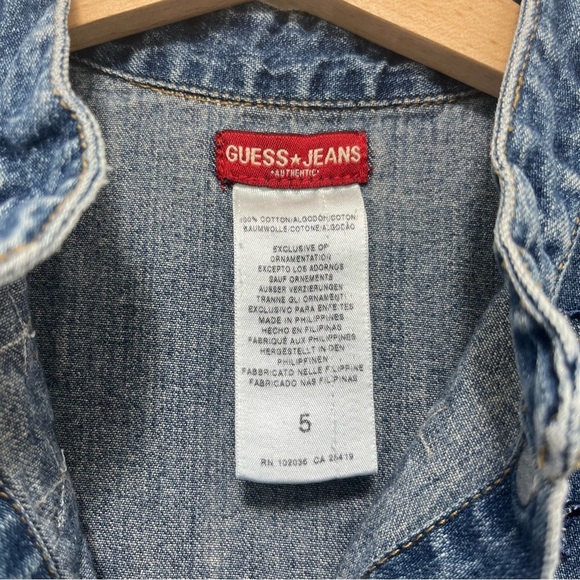 GUESS★JEANS
•AUTHENTIC•
100% COTTON/ALGODÓN/COTON/
BAUMWOLLE/COTONE/ALGODÃO
EXCLUSIVE OF
ORNAMENTATION
EXCEPTO LOS ADORNOS
SAUF ORNEMENTS
AUSSER VERZIERUNGEN
TRANNE GLI ORNAMENTI
EXCLUSIVO PARA ENFEITES
MADE IN PHILIPPINES
HECHO EN FILIPINAS
FABRIQUÉ AUX PHILIPPINES
HERGESTELLT IN DEN
PHILIPPINEN
FABBRICATO NELLE FILIPPINE
FABRICADO NAS FILIPINAS
5
RN 102036 CA 25419